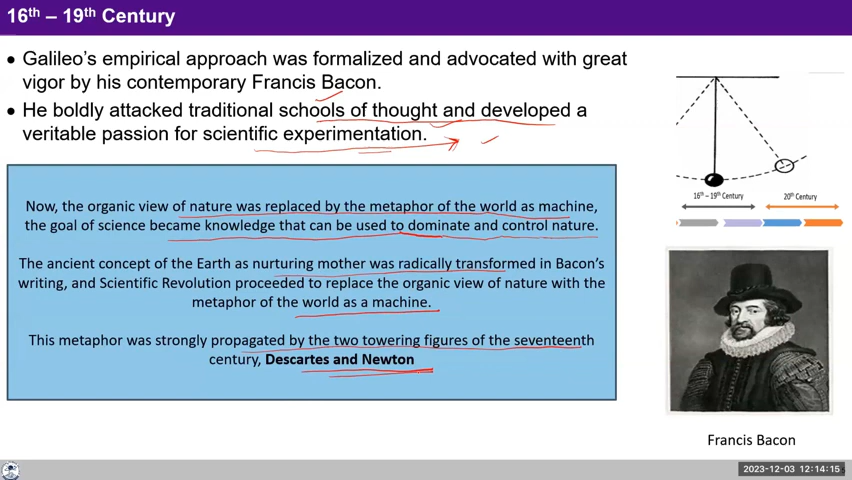 16th – 19th Century
• Galileo's empirical approach was formalized and advocated with great
vigor by his contemporary Francis Bacon.
• He boldly attacked traditional schools of thought and developed a
veritable passion for scientific experimentation.
Now, the organic view of nature was replaced by the metaphor of the world as machine,
the goal of science became knowledge that can be used to dominate and control nature.
The ancient concept of the Earth as nurturing mother was radically transformed in Bacon's
writing, and Scientific Revolution proceeded to replace the organic view of nature with the
metaphor of the world as a machine.
This metaphor was strongly propagated by the two towering figures of the seventeenth
century, Descartes and Newton
16th – 19th Century
20th Century
Francis Bacon
2023-12-03 12:14:15